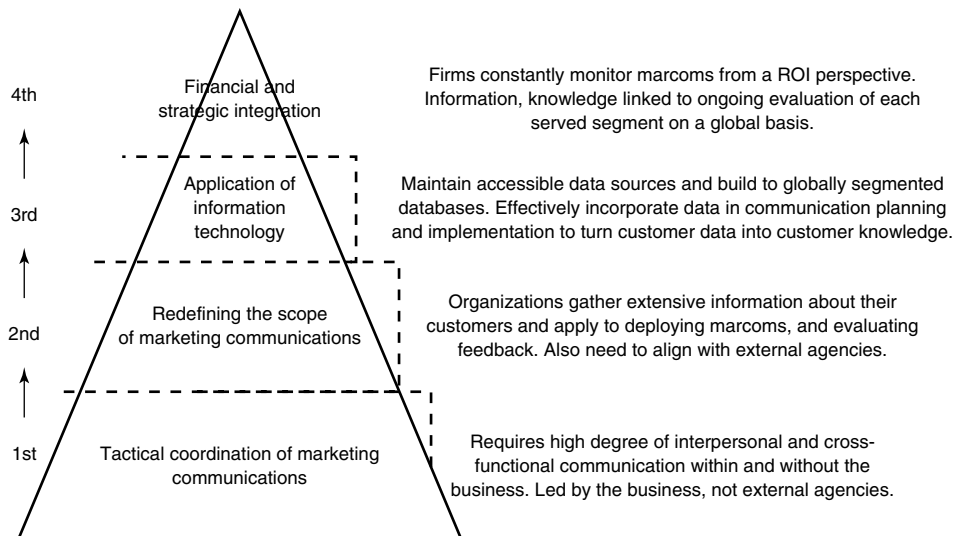 4th
Financial and
strategic integration
Firms constantly monitor marcoms from a ROI perspective.
Information, knowledge linked to ongoing evaluation of each
served segment on a global basis.
3rd
Application of
information
technology
Maintain accessible data sources and build to globally segmented
databases. Effectively incorporate data in communication planning
and implementation to turn customer data into customer knowledge.
2nd
Redefining the scope
of marketing communications
Organizations gather extensive information about their
customers and apply to deploying marcoms, and evaluating
feedback. Also need to align with external agencies.
1st
Tactical coordination of marketing
communications
Requires high degree of interpersonal and cross-
functional communication within and without the
business. Led by the business, not external agencies.